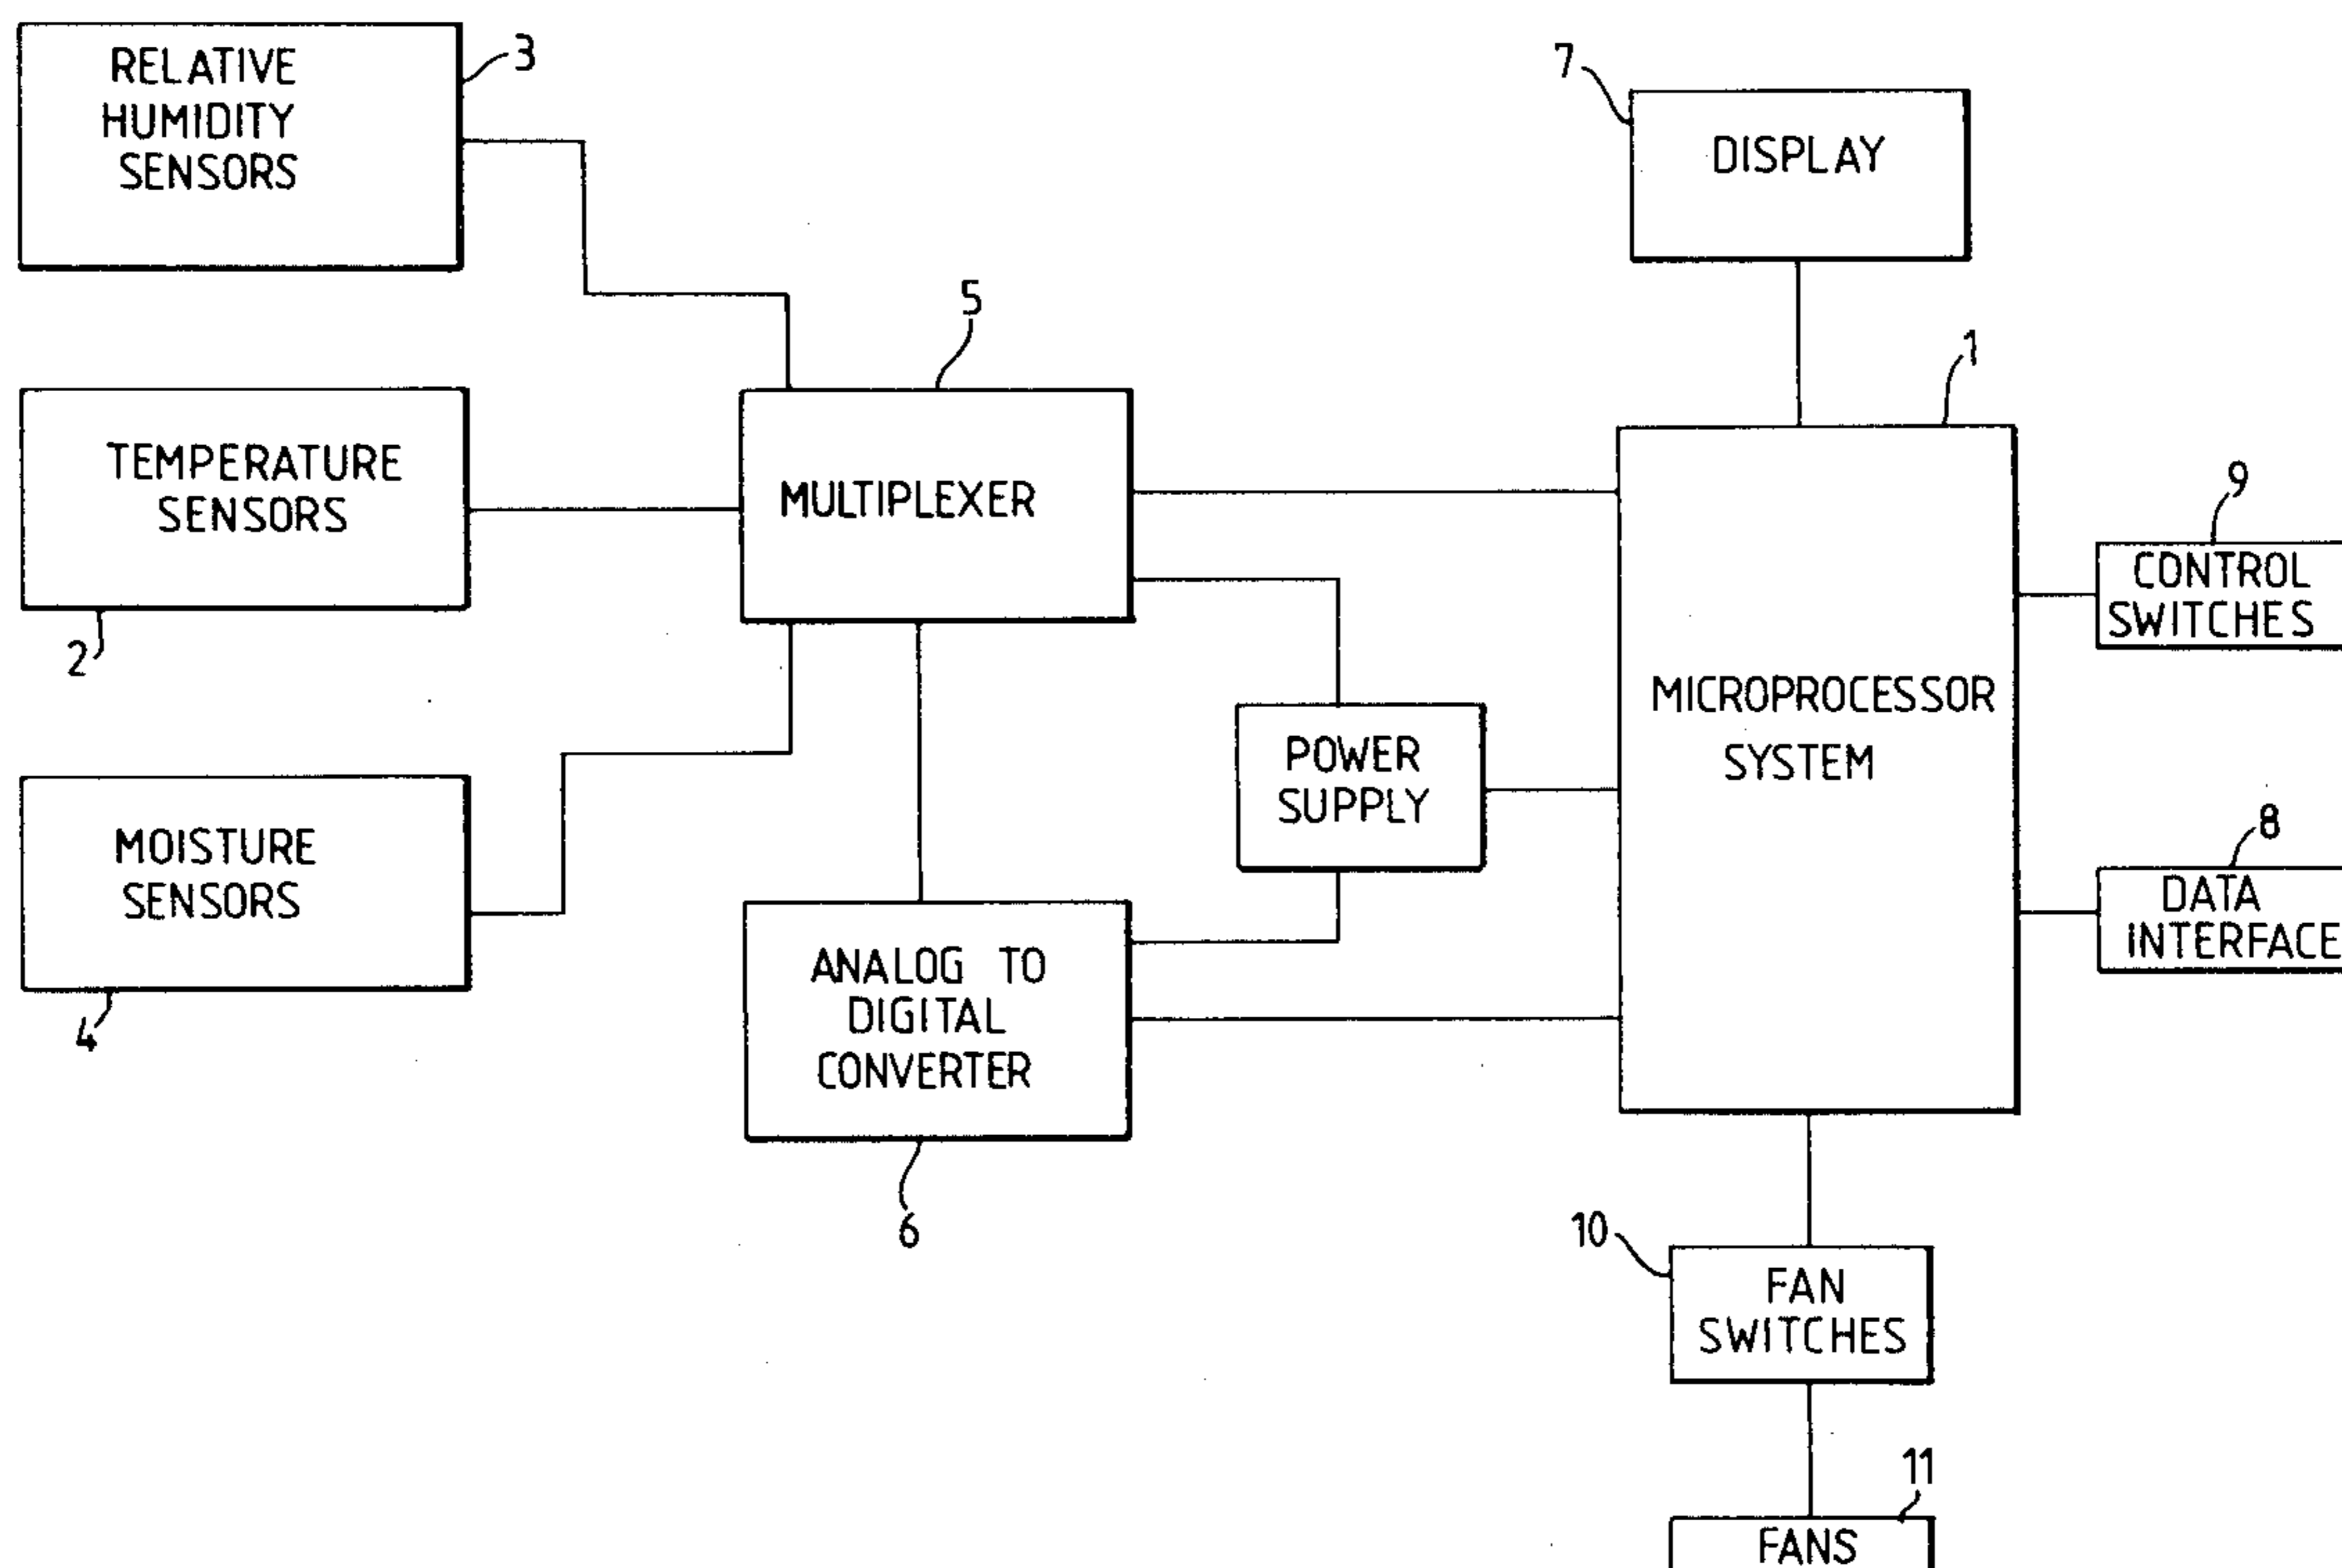 RELATIVE
HUMIDITY
SENSORS
3
TEMPERATURE
SENSORS
2
MOISTURE
SENSORS
4
5
MULTIPLEXER
ANALOG TO
DIGITAL
CONVERTER
6
POWER
SUPPLY
7
DISPLAY
1
MICROPROCESSOR
SYSTEM
9
CONTROL
SWITCHES
8
DATA
INTERFACE
10
FAN
SWITCHES
11
FANS